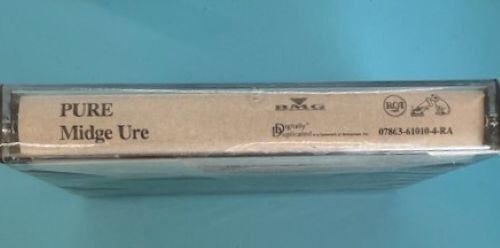 PURE
Midge Ure
BMG
Digitally
Duplicated
RCA
07863-61010-4-RA